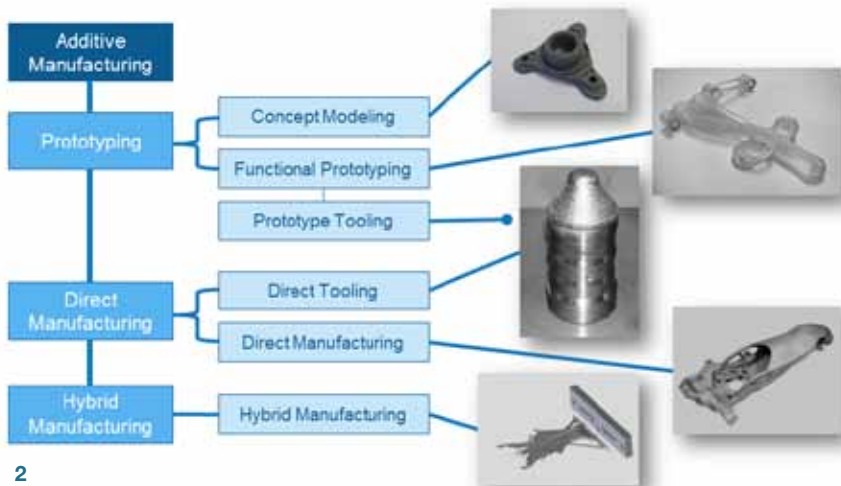 Additive
Manufacturing
Prototyping
Concept Modeling
Functional Prototyping
Prototype Tooling
Direct
Manufacturing
Direct Tooling
Direct Manufacturing
Hybrid
Manufacturing
Hybrid Manufacturing
2